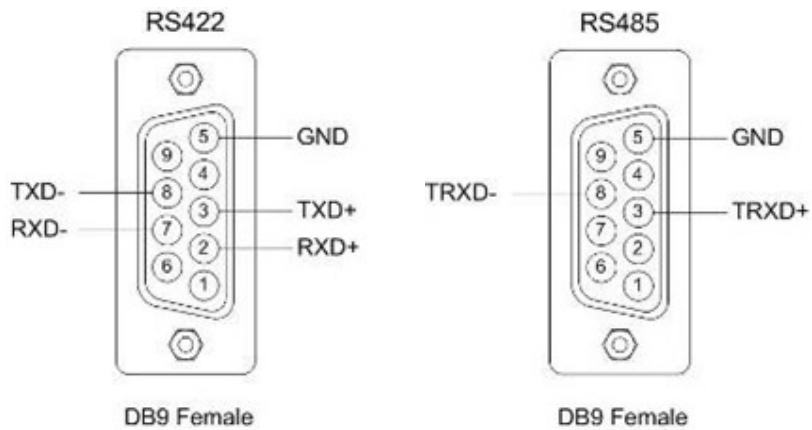 RS422
5 GND
9
4
TXD- 8
3 TXD+
RXD- 7
2 RXD+
6
1
DB9 Female
RS485
5 GND
9
4
TRXD- 8
3 TRXD+
7
2
6
1
DB9 Female